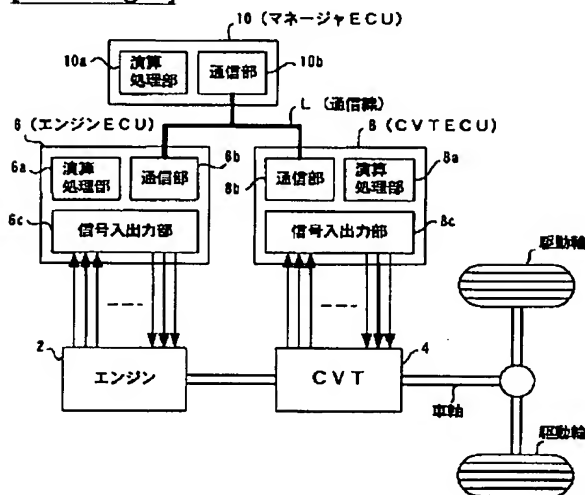 10 (マネージャECU)
10a
演算
処理部
通信部
10b
L (通信線)
6 (エンジンECU)
8 (CVTECU)
6a
演算
処理部
通信部
6b
8b
通信部
演算
処理部
8a
6c
信号入出力部
信号入出力部
8c
駆動輪
2
エンジン
4
CVT
車軸
駆動輪